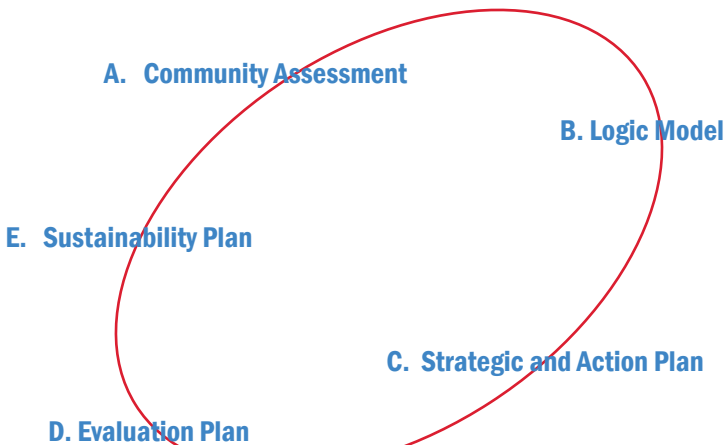 A. Community Assessment
B. Logic Model
E. Sustainability Plan
C. Strategic and Action Plan
D. Evaluation Plan